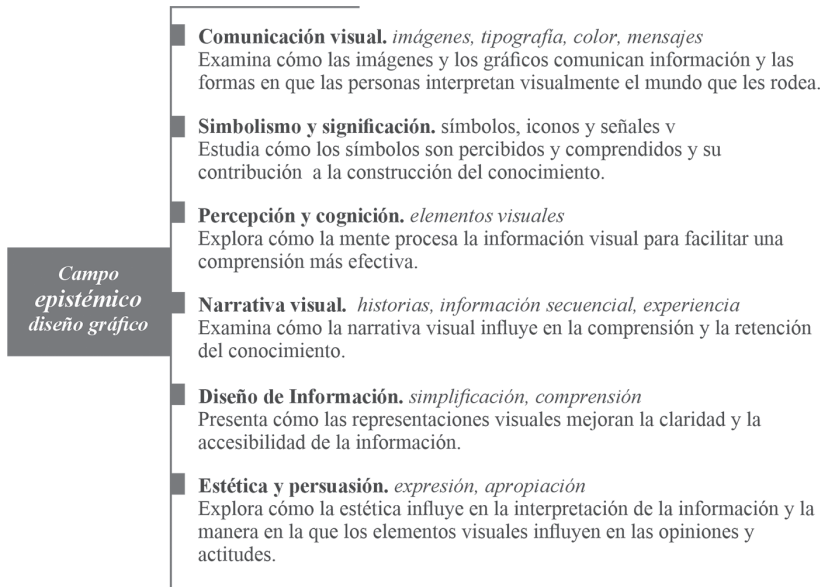 Comunicación visual. imágenes, tipografía, color, mensajes
Examina cómo las imágenes y los gráficos comunican información y las
formas en que las personas interpretan visualmente el mundo que les rodea.
Simbolismo y significación. símbolos, iconos y señales v
Estudia cómo los símbolos son percibidos y comprendidos y su
contribución a la construcción del conocimiento.
Percepción y cognición. elementos visuales
Explora cómo la mente procesa la información visual para facilitar una
comprensión más efectiva.
Campo
epistémico
diseño gráfico
Narrativa visual. historias, información secuencial, experiencia
Examina cómo la narrativa visual influye en la comprensión y la retención
del conocimiento.
Diseño de Información. simplificación, comprensión
Presenta cómo las representaciones visuales mejoran la claridad y la
accesibilidad de la información.
Estética y persuasión. expresión, apropiación
Explora cómo la estética influye en la interpretación de la información y la
manera en la que los elementos visuales influyen en las opiniones y
actitudes.